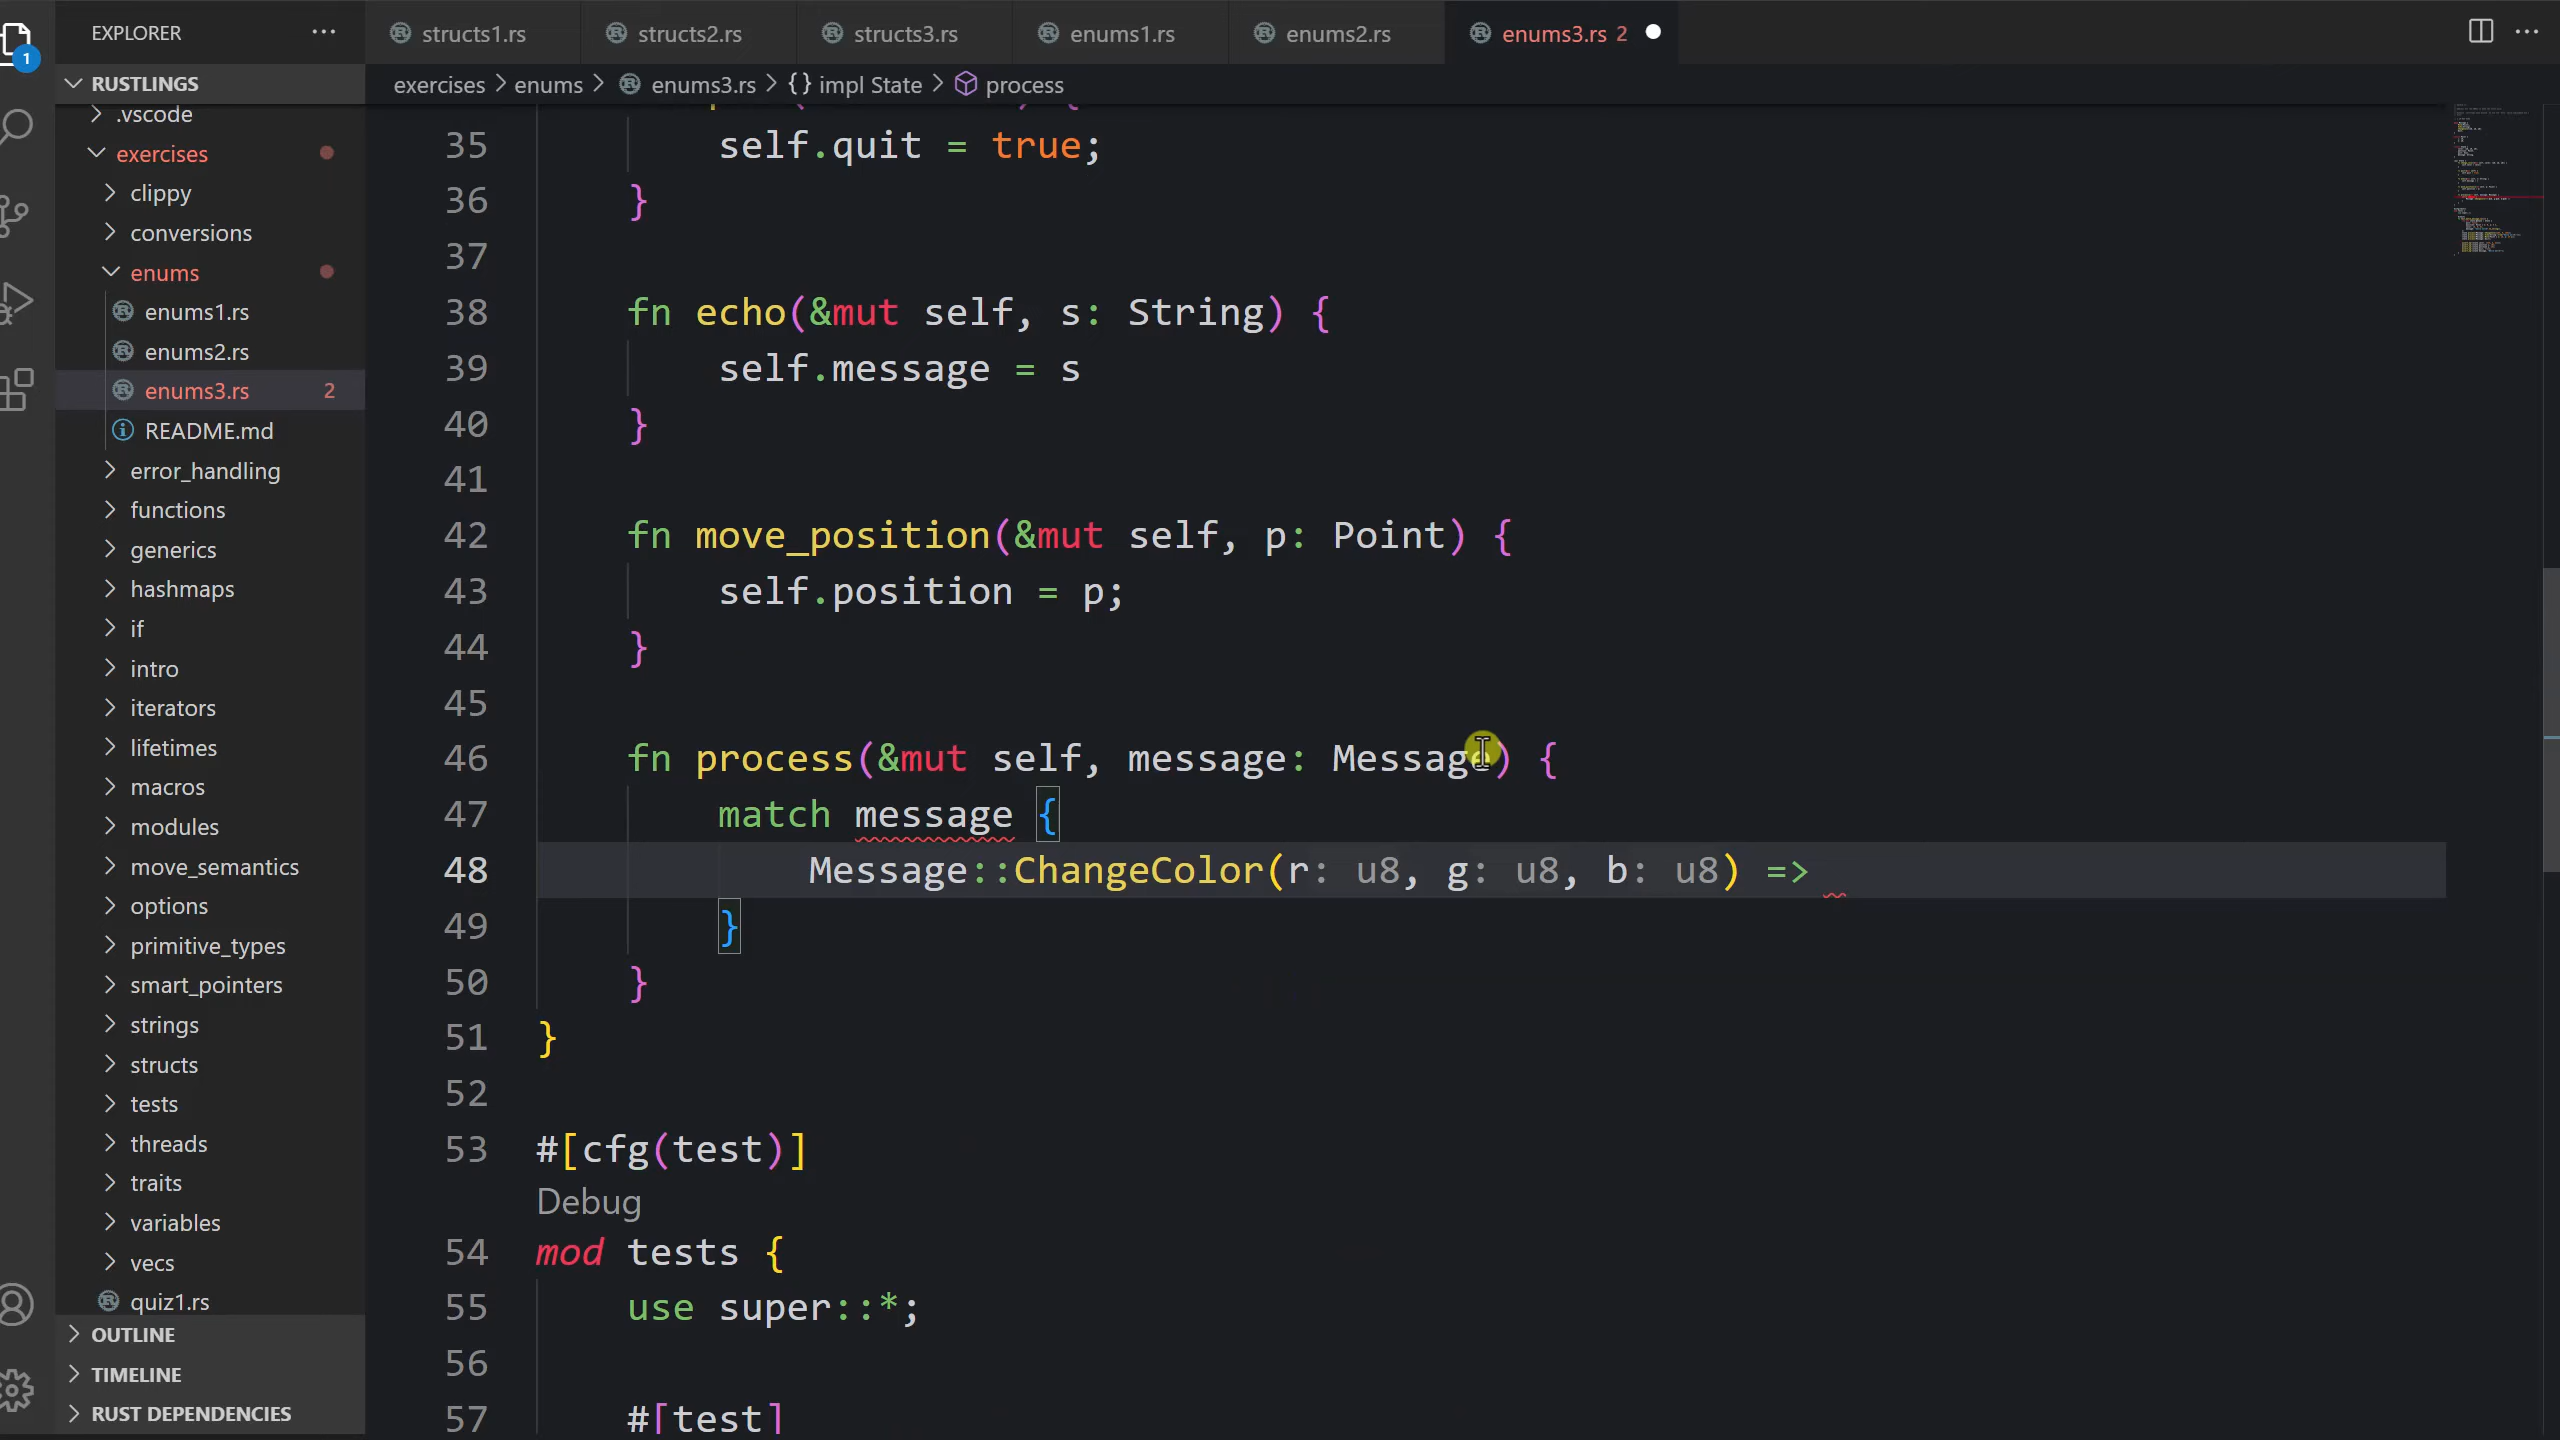 1
EXPLORER
RUSTLINGS
.vscode
exercises
clippy
conversions
enums
enums1.rs
enums2.rs
enums3.rs 2
README.md
error_handling
functions
generics
hashmaps
if
intro
iterators
lifetimes
macros
modules
move_semantics
options
primitive_types
smart_pointers
strings
structs
tests
threads
traits
variables
vecs
quiz1.rs
OUTLINE
TIMELINE
RUST DEPENDENCIES
structs1.rs structs2.rs structs3.rs enums1.rs enums2.rs enums3.rs 2
exercises > enums > enums3.rs > {} impl State > process
35 self.quit = true;
36 }
37
38 fn echo(&mut self, s: String) {
39 self.message = s
40 }
41
42 fn move_position(&mut self, p: Point) {
43 self.position = p;
44 }
45
46 fn process(&mut self, message: Message) {
47 match message {
48 Message::ChangeColor(r: u8, g: u8, b: u8) =>
49 }
50 }
51 }
52
53 #[cfg(test)]
Debug
54 mod tests {
55 use super::*;
56
57 #[test]